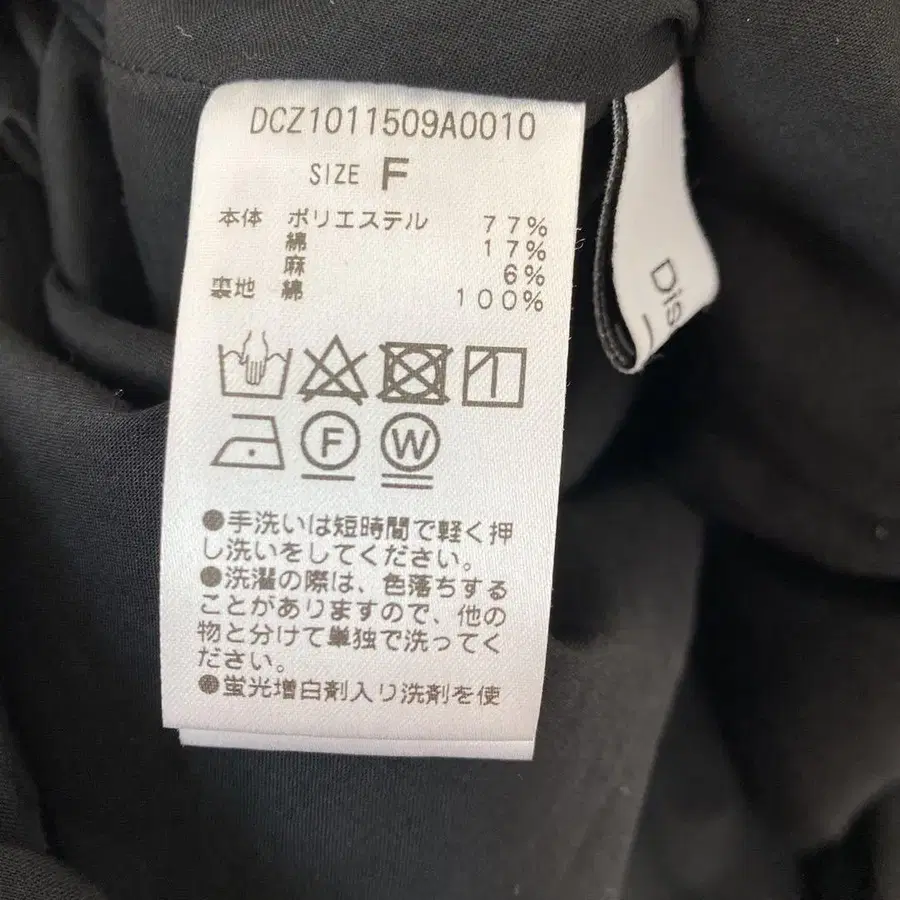 DCZ1011509A0010
SIZE F
本体 ポリエステル 77%
綿 17%
麻 6%
裏地 綿 100%
F W
●手洗いは短時間で軽く押
し洗いをしてください。
●洗濯の際は、色落ちする
ことがありますので、他の
物と分けて単独で洗ってく
ださい。
●蛍光増白剤入り洗剤を使
Dis